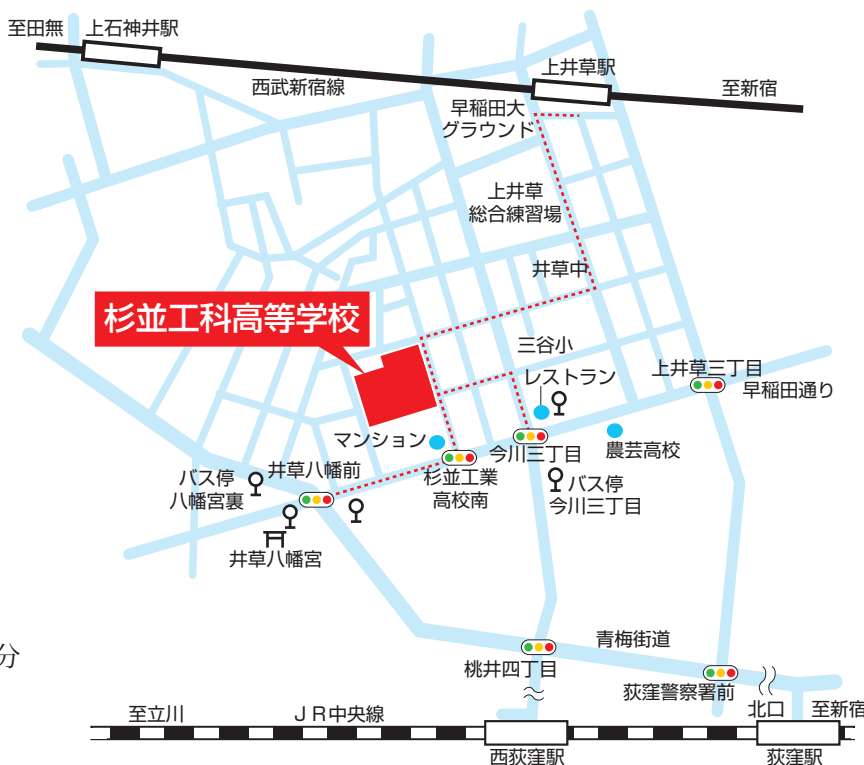 至田無
上石神井駅
西武新宿線
上井草駅
至新宿
早稲田大
グラウンド
上井草
総合練習場
井草中
杉並工科高等学校
三谷小
レストラン
上井草三丁目
早稲田通り
マンション
今川三丁目
農芸高校
杉並工業
高校南
バス停
八幡宮裏
井草八幡前
バス停
今川三丁目
井草八幡宮
分
青梅街道
桃井四丁目
荻窪警察署前
至立川
JR中央線
北口
至新宿
西荻窪駅
荻窪駅